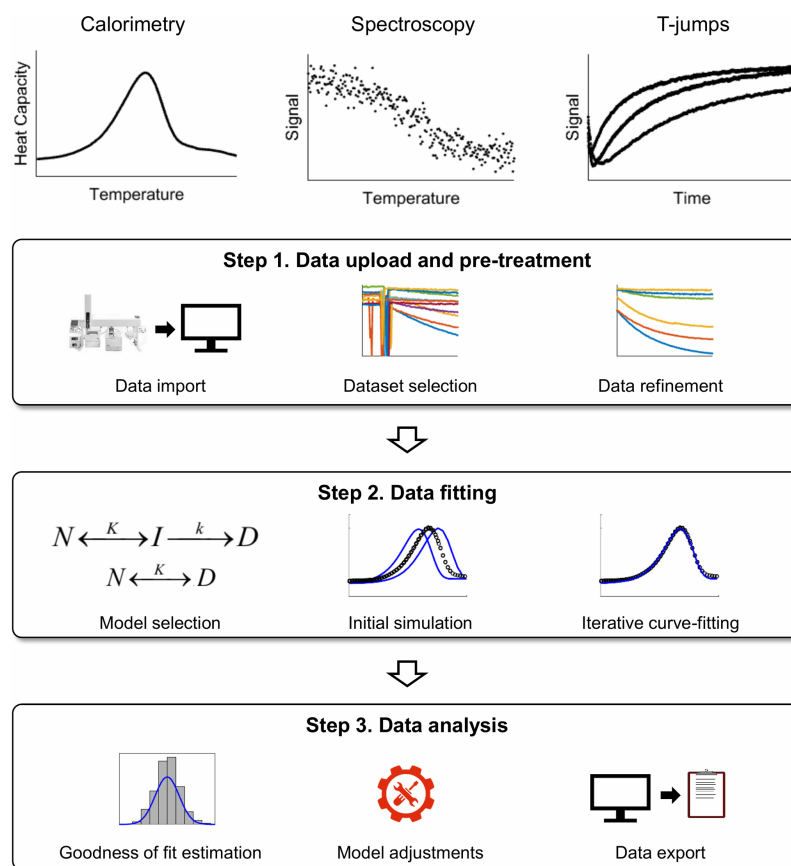 Calorimetry
Spectroscopy
T-jumps
Heat Capacity
Temperature
Signal
Temperature
Signal
Time
Step 1. Data upload and pre-treatment
Data import
Dataset selection
Data refinement
Step 2. Data fitting
N ⟷ K I ⟶ k D
N ⟷ K D
Model selection
Initial simulation
Iterative curve-fitting
Step 3. Data analysis
Goodness of fit estimation
Model adjustments
Data export